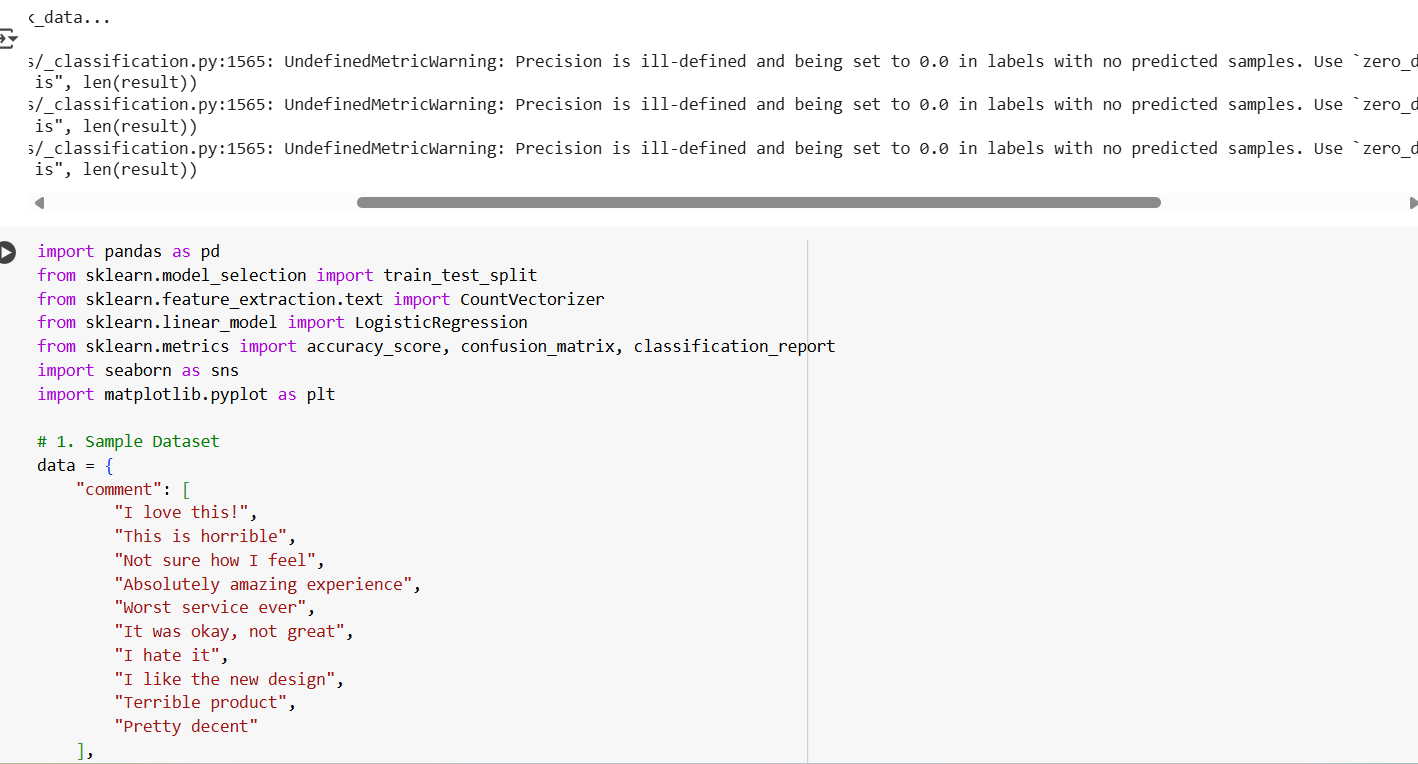 k_data...
s/_classification.py:1565: UndefinedMetricWarning: Precision is ill-defined and being set to 0.0 in labels with no predicted samples. Use `zero_d
is", len(result))
s/_classification.py:1565: UndefinedMetricWarning: Precision is ill-defined and being set to 0.0 in labels with no predicted samples. Use `zero_d
is", len(result))
s/_classification.py:1565: UndefinedMetricWarning: Precision is ill-defined and being set to 0.0 in labels with no predicted samples. Use `zero_d
is", len(result))
import pandas as pd
from sklearn.model_selection import train_test_split
from sklearn.feature_extraction.text import CountVectorizer
from sklearn.linear_model import LogisticRegression
from sklearn.metrics import accuracy_score, confusion_matrix, classification_report
import seaborn as sns
import matplotlib.pyplot as plt
# 1. Sample Dataset
data = {
    "comment": [
        "I love this!",
        "This is horrible",
        "Not sure how I feel",
        "Absolutely amazing experience",
        "Worst service ever",
        "It was okay, not great",
        "I hate it",
        "I like the new design",
        "Terrible product",
        "Pretty decent"
    ],